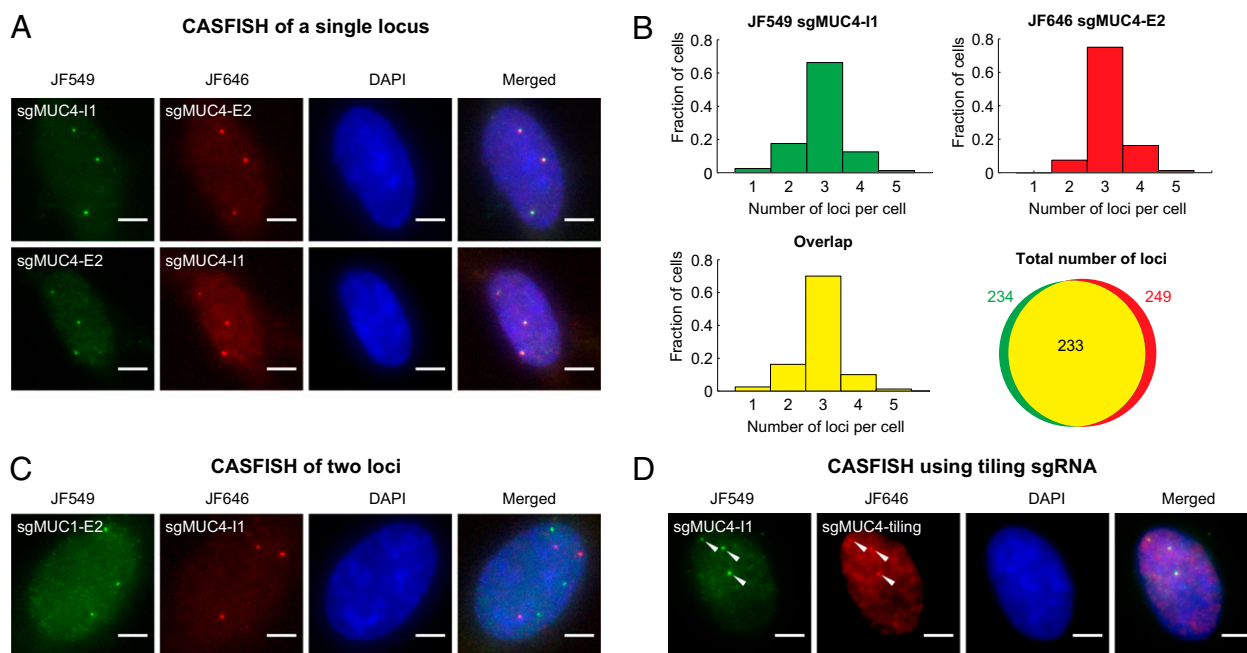 A
CASFISH of a single locus
JF549 JF646 DAPI Merged
sgMUC4-I1 sgMUC4-E2
sgMUC4-E2 sgMUC4-I1
B
JF549 sgMUC4-I1
Fraction of cells
0.8
0.6
0.4
0.2
0
1 2 3 4 5
Number of loci per cell
JF646 sgMUC4-E2
Fraction of cells
0.8
0.6
0.4
0.2
0
1 2 3 4 5
Number of loci per cell
Overlap
Fraction of cells
0.8
0.6
0.4
0.2
0
1 2 3 4 5
Number of loci per cell
Total number of loci
234
249
233
C
CASFISH of two loci
JF549 JF646 DAPI Merged
sgMUC1-E2 sgMUC4-I1
D
CASFISH using tiling sgRNA
JF549 JF646 DAPI Merged
sgMUC4-I1 sgMUC4-tiling